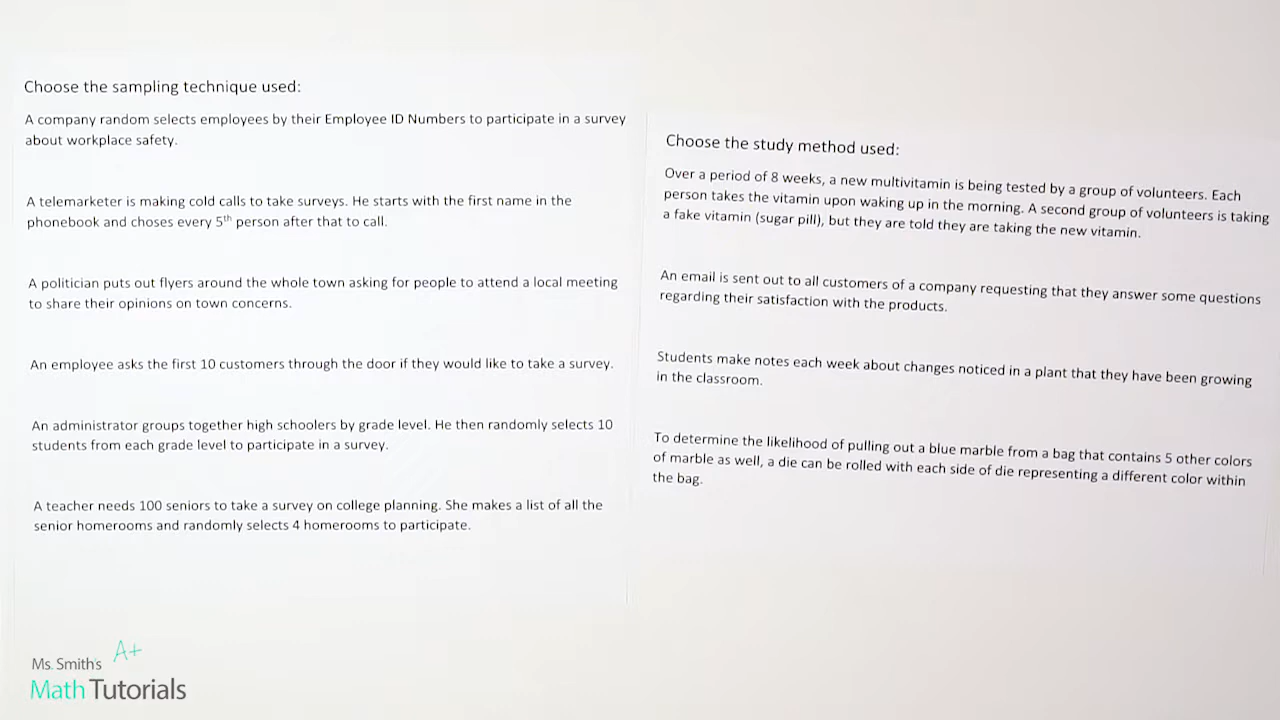 Choose the sampling technique used:
A company random selects employees by their Employee ID Numbers to participate in a survey
about workplace safety.
A telemarketer is making cold calls to take surveys. He starts with the first name in the
phonebook and choses every 5th person after that to call.
A politician puts out flyers around the whole town asking for people to attend a local meeting
to share their opinions on town concerns.
An employee asks the first 10 customers through the door if they would like to take a survey.
An administrator groups together high schoolers by grade level. He then randomly selects 10
students from each grade level to participate in a survey.
A teacher needs 100 seniors to take a survey on college planning. She makes a list of all the
senior homerooms and randomly selects 4 homerooms to participate.
Choose the study method used:
Over a period of 8 weeks, a new multivitamin is being tested by a group of volunteers. Each
person takes the vitamin upon waking up in the morning. A second group of volunteers is taking
a fake vitamin (sugar pill), but they are told they are taking the new vitamin.
An email is sent out to all customers of a company requesting that they answer some questions
regarding their satisfaction with the products.
Students make notes each week about changes noticed in a plant that they have been growing
in the classroom.
To determine the likelihood of pulling out a blue marble from a bag that contains 5 other colors
of marble as well, a die can be rolled with each side of die representing a different color within
the bag.
Ms. Smith's A+
Math Tutorials